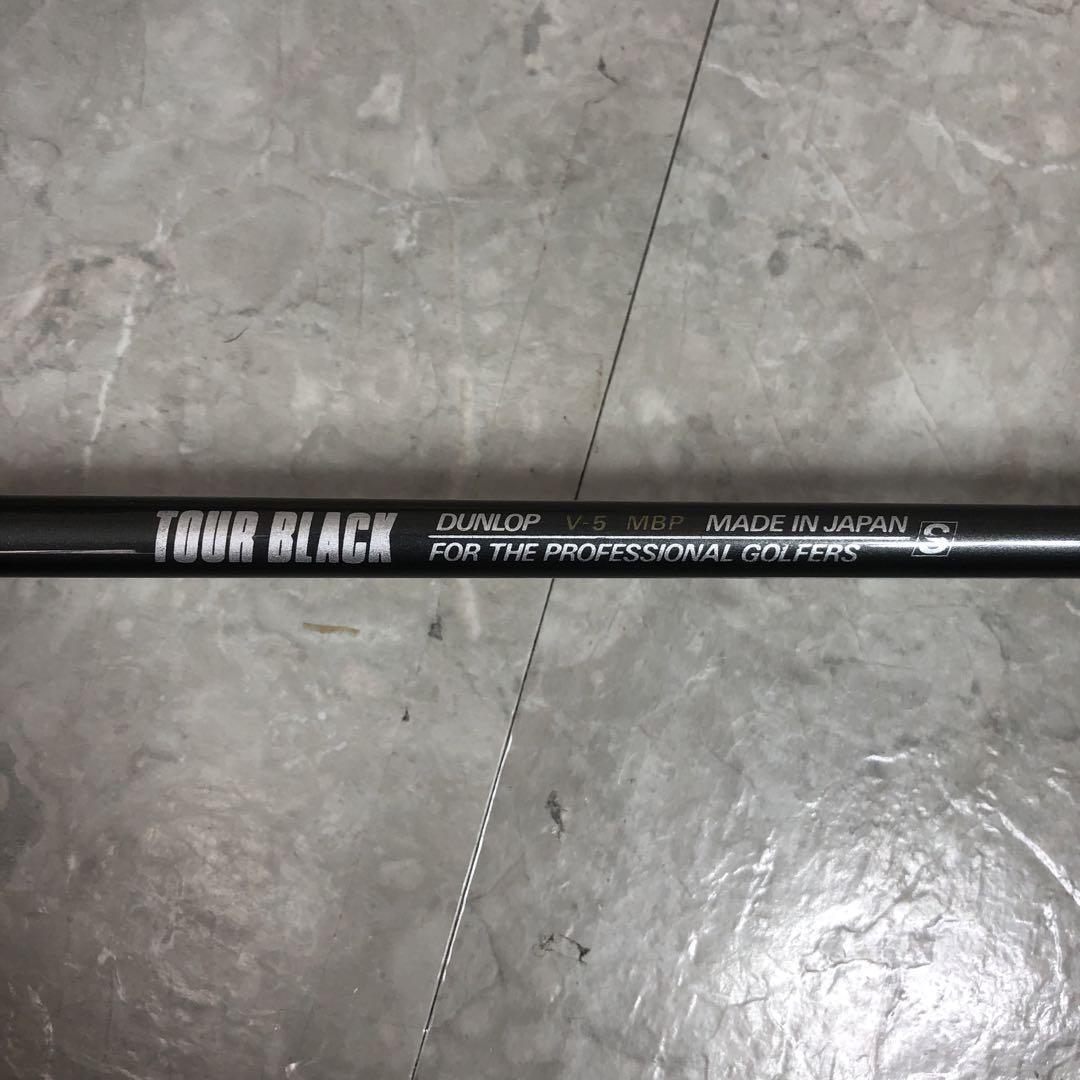 TOUR BLACK
DUNLOP V-5 MBP MADE IN JAPAN
FOR THE PROFESSIONAL GOLFERS
S